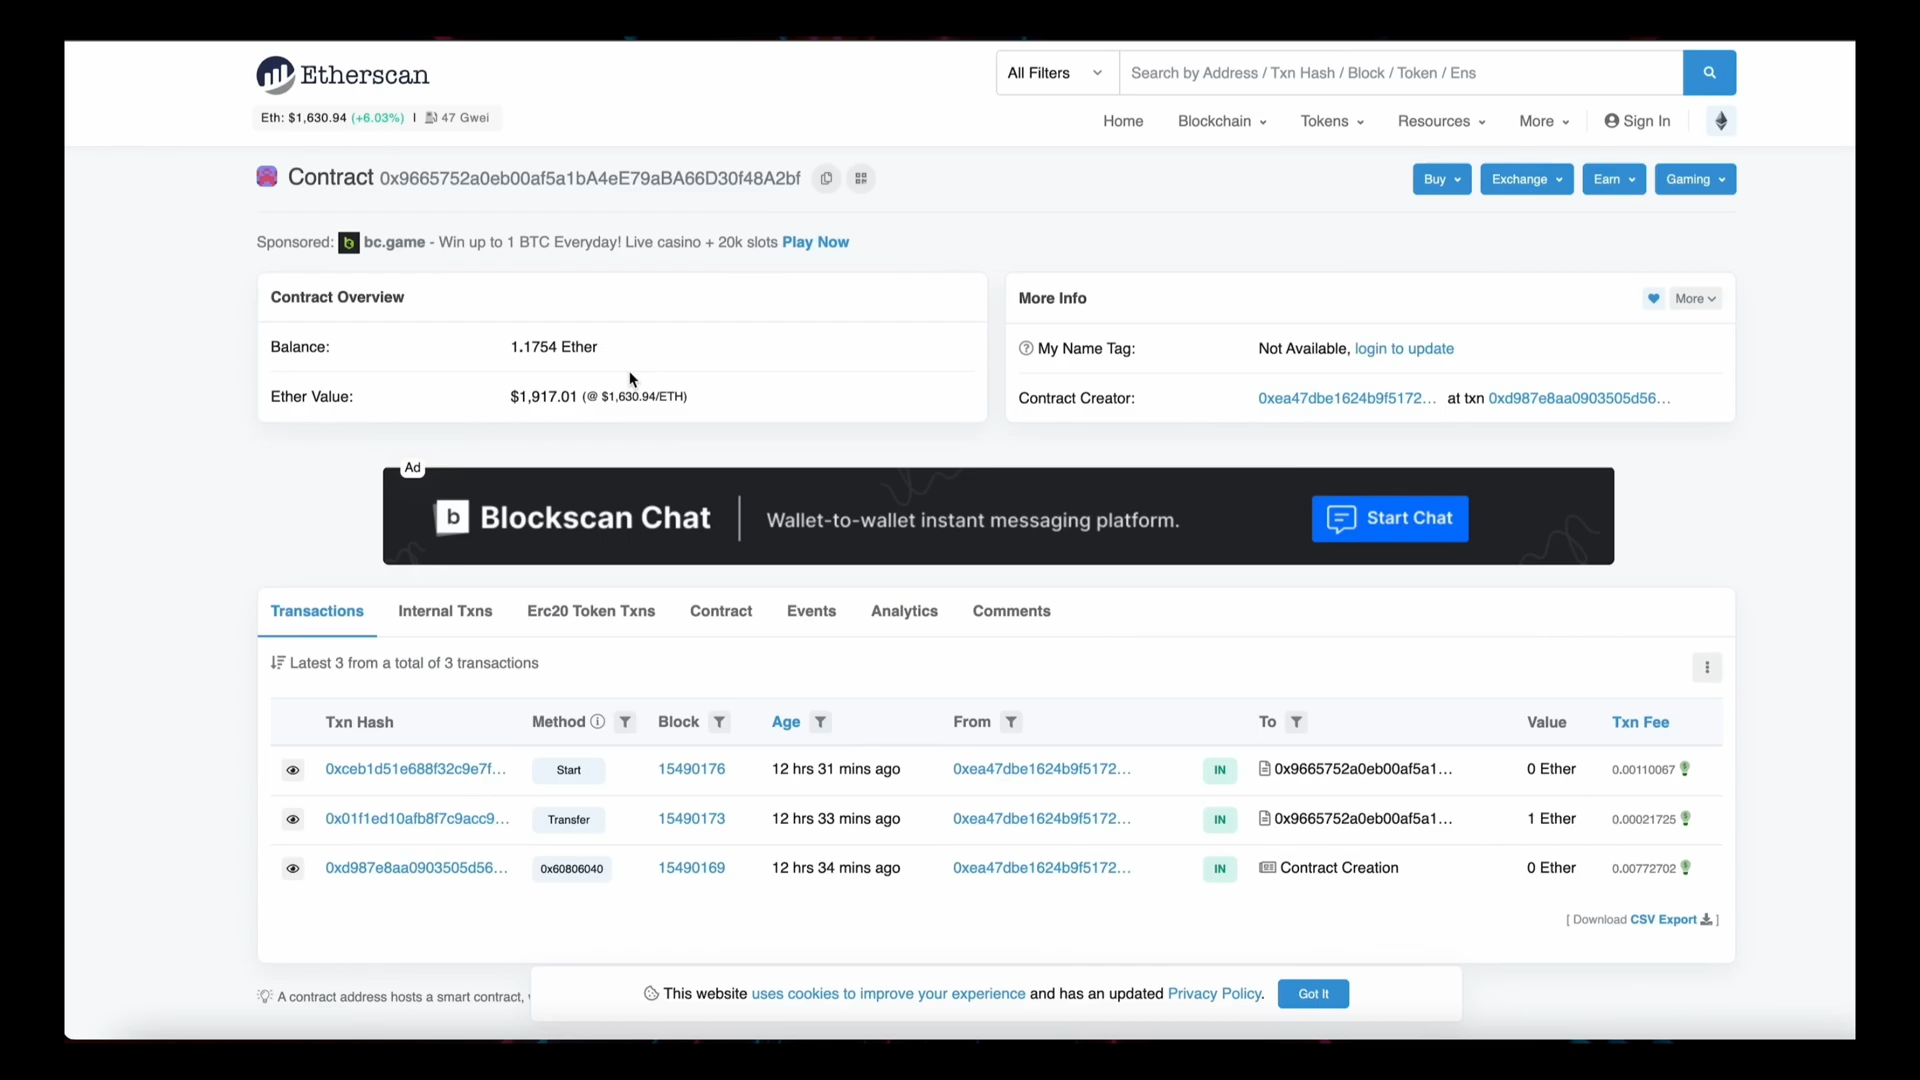 Etherscan
All Filters
Search by Address / Txn Hash / Block / Token / Ens
Eth: $1,630.94 (+6.03%) | 47 Gwei
Home Blockchain Tokens Resources More Sign In
Contract 0x9665752a0eb00af5a1bA4eE79aBA66D30f48A2bf
Buy Exchange Earn Gaming
Sponsored: bc.game - Win up to 1 BTC Everyday! Live casino + 20k slots Play Now
Contract Overview
Balance: 1.1754 Ether
Ether Value: $1,917.01 (@ $1,630.94/ETH)
More Info
More
My Name Tag: Not Available, login to update
Contract Creator: 0xea47dbe1624b9f5172... at txn 0xd987e8aa0903505d56...
Ad
b Blockscan Chat Wallet-to-wallet instant messaging platform. Start Chat
Transactions Internal Txns Erc20 Token Txns Contract Events Analytics Comments
Latest 3 from a total of 3 transactions
Txn Hash Method Block Age From To Value Txn Fee
0xceb1d51e688f32c9e7f... Start 15490176 12 hrs 31 mins ago 0xea47dbe1624b9f5172... IN 0x9665752a0eb00af5a1... 0 Ether 0.00110067
0x01f1ed10afb8f7c9acc9... Transfer 15490173 12 hrs 33 mins ago 0xea47dbe1624b9f5172... IN 0x9665752a0eb00af5a1... 1 Ether 0.00021725
0xd987e8aa0903505d56... 0x60806040 15490169 12 hrs 34 mins ago 0xea47dbe1624b9f5172... IN Contract Creation 0 Ether 0.00772702
[ Download CSV Export ]
A contract address hosts a smart contract,
This website uses cookies to improve your experience and has an updated Privacy Policy. Got It